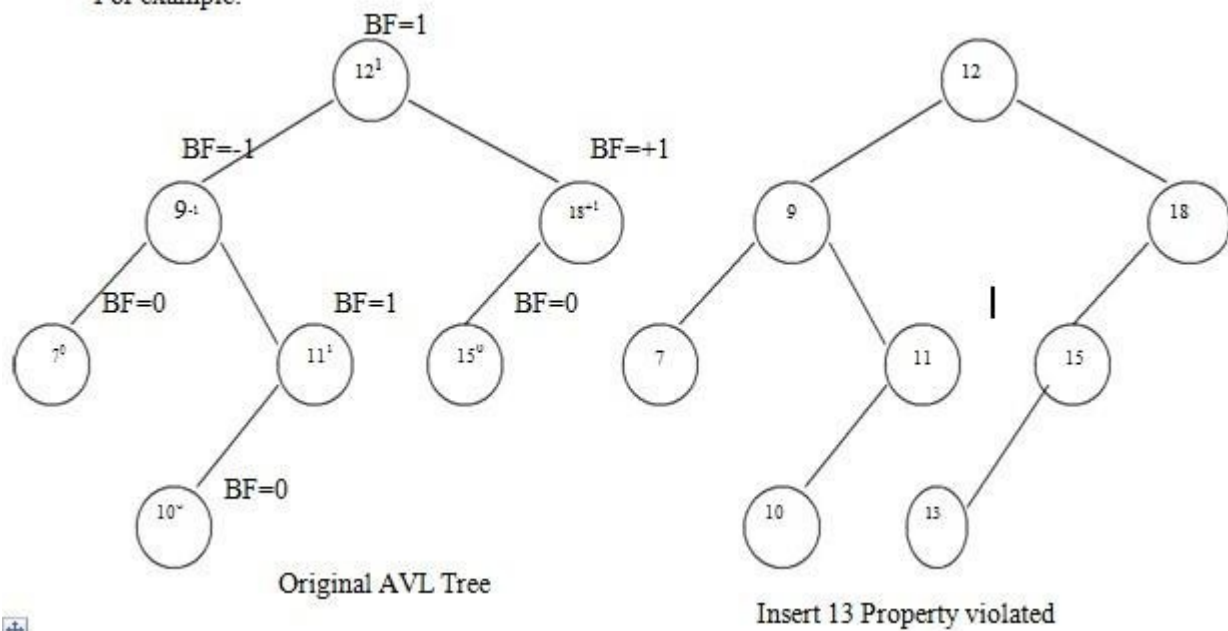 For example:
BF=1
12¹
BF=-1
BF=+1
9-1
18+1
BF=0
BF=1
BF=0
7⁰
11¹
15⁰
BF=0
10
Original AVL Tree
12
9
18
7
11
15
10
13
Insert 13 Property violated